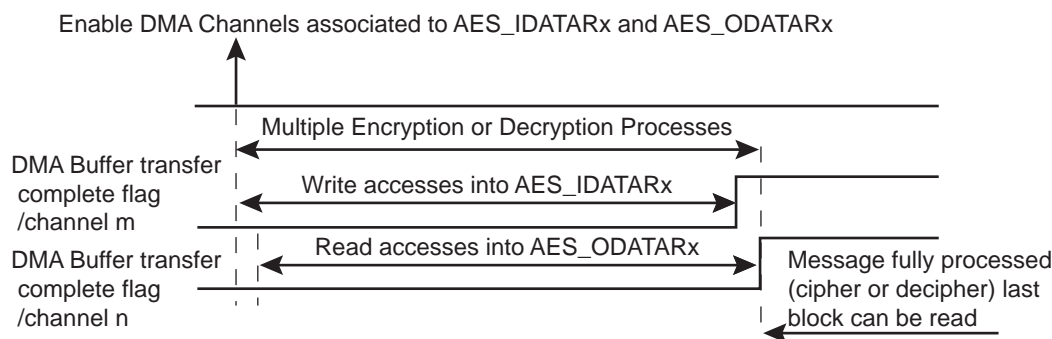 Enable DMA Channels associated to AES_IDATARx and AES_ODATARx
Multiple Encryption or Decryption Processes
DMA Buffer transfer
complete flag
/channel m
Write accesses into AES_IDATARx
DMA Buffer transfer
complete flag
/channel n
Read accesses into AES_ODATARx
Message fully processed
(cipher or decipher) last
block can be read